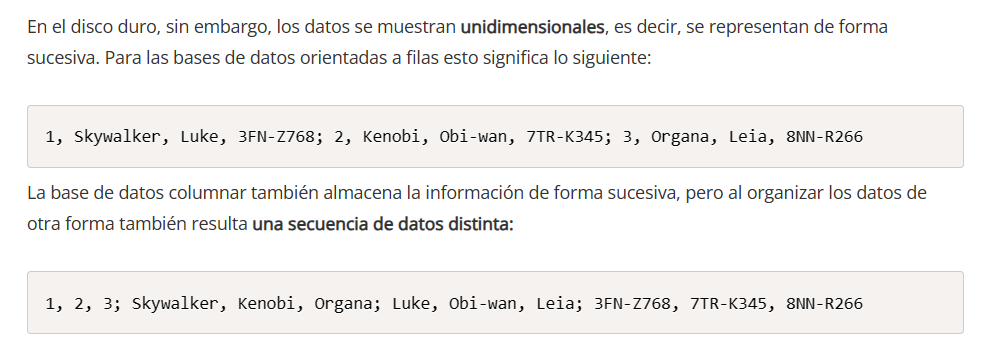 En el disco duro, sin embargo, los datos se muestran unidimensionales, es decir, se representan de forma
sucesiva. Para las bases de datos orientadas a filas esto significa lo siguiente:
1, Skywalker, Luke, 3FN-Z768; 2, Kenobi, Obi-wan, 7TR-K345; 3, Organa, Leia, 8NN-R266
La base de datos columnar también almacena la información de forma sucesiva, pero al organizar los datos de
otra forma también resulta una secuencia de datos distinta:
1, 2, 3; Skywalker, Kenobi, Organa; Luke, Obi-wan, Leia; 3FN-Z768, 7TR-K345, 8NN-R266